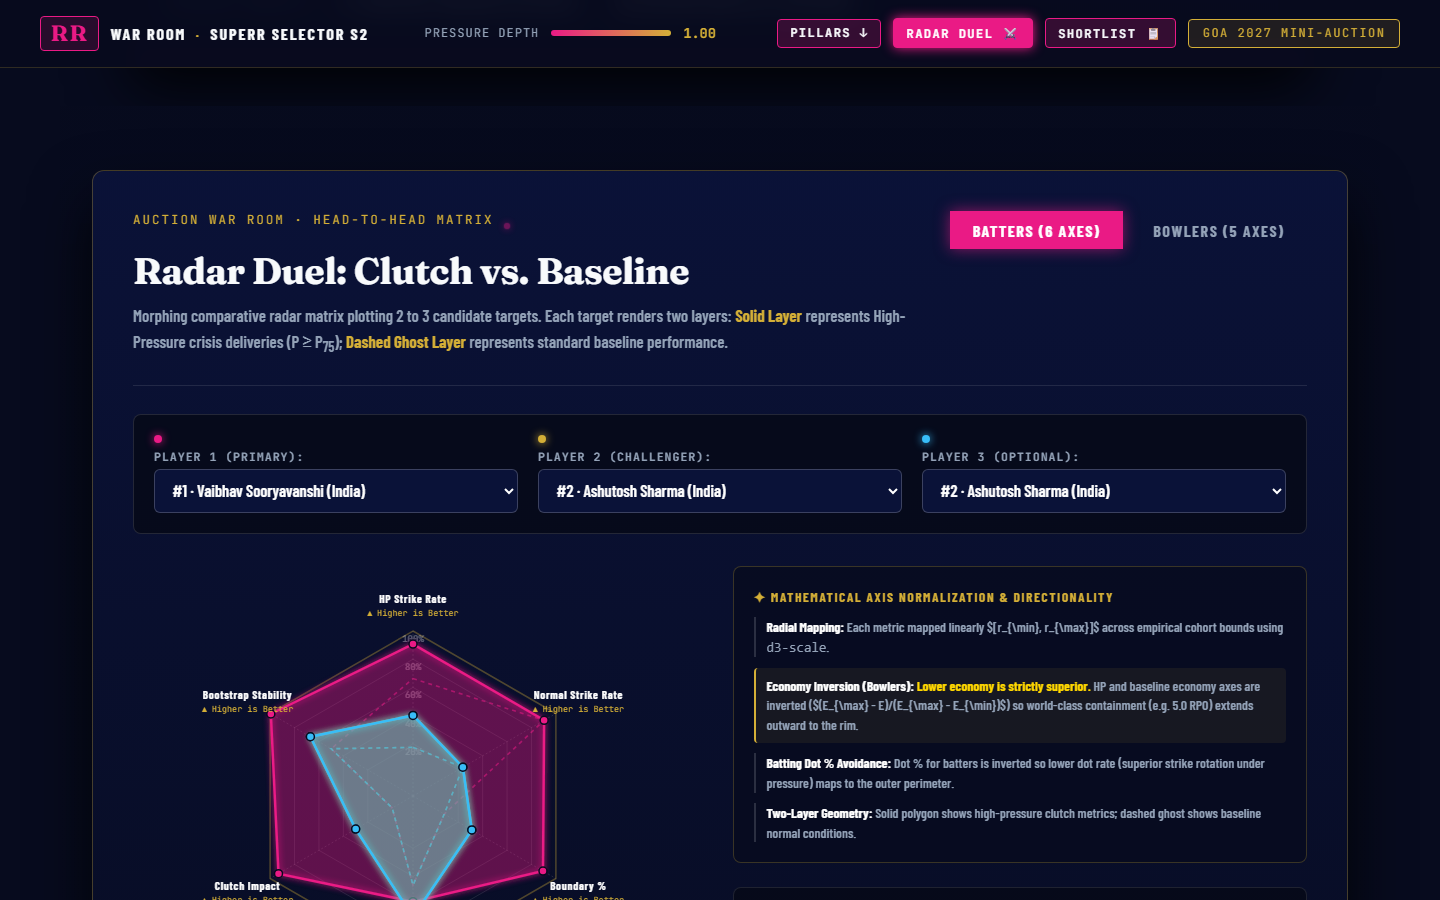 RR WAR ROOM · SUPERR SELECTOR S2 PRESSURE DEPTH 1.00 PILLARS ↓ RADAR DUEL ⚔️ SHORTLIST 📋 GOA 2027 MINI-AUCTION
AUCTION WAR ROOM · HEAD-TO-HEAD MATRIX
BATTERS (6 AXES) BOWLERS (5 AXES)
Radar Duel: Clutch vs. Baseline
Morphing comparative radar matrix plotting 2 to 3 candidate targets. Each target renders two layers: Solid Layer represents High-
Pressure crisis deliveries (P ≥ P75); Dashed Ghost Layer represents standard baseline performance.
PLAYER 1 (PRIMARY): PLAYER 2 (CHALLENGER): PLAYER 3 (OPTIONAL):
#1 · Vaibhav Sooryavanshi (India) #2 · Ashutosh Sharma (India) #2 · Ashutosh Sharma (India)
HP Strike Rate
▲ Higher is Better
100%
80%
60%
Bootstrap Stability
▲ Higher is Better
Normal Strike Rate
▲ Higher is Better
Clutch Impact
▲ Higher is Better
Boundary %
▲ Higher is Better
✦ MATHEMATICAL AXIS NORMALIZATION & DIRECTIONALITY
Radial Mapping: Each metric mapped linearly $[r_{\min}, r_{\max}]$ across empirical cohort bounds using
d3-scale.
Economy Inversion (Bowlers): Lower economy is strictly superior. HP and baseline economy axes are
inverted ($(E_{\max} - E)/(E_{\max} - E_{\min})$) so world-class containment (e.g. 5.0 RPO) extends
outward to the rim.
Batting Dot % Avoidance: Dot % for batters is inverted so lower dot rate (superior strike rotation under
pressure) maps to the outer perimeter.
Two-Layer Geometry: Solid polygon shows high-pressure clutch metrics; dashed ghost shows baseline
normal conditions.